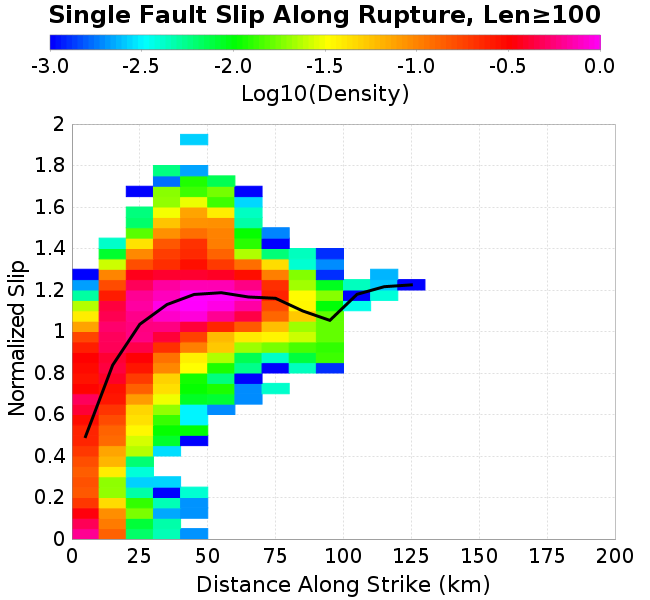 Single Fault Slip Along Rupture, Len≥100
-3.0 -2.5 -2.0 -1.5 -1.0 -0.5 0.0
Log10(Density)
2
1.8
1.6
1.4
1.2
1
0.8
0.6
0.4
0.2
0
Normalized Slip
0 25 50 75 100 125 150 175 200
Distance Along Strike (km)